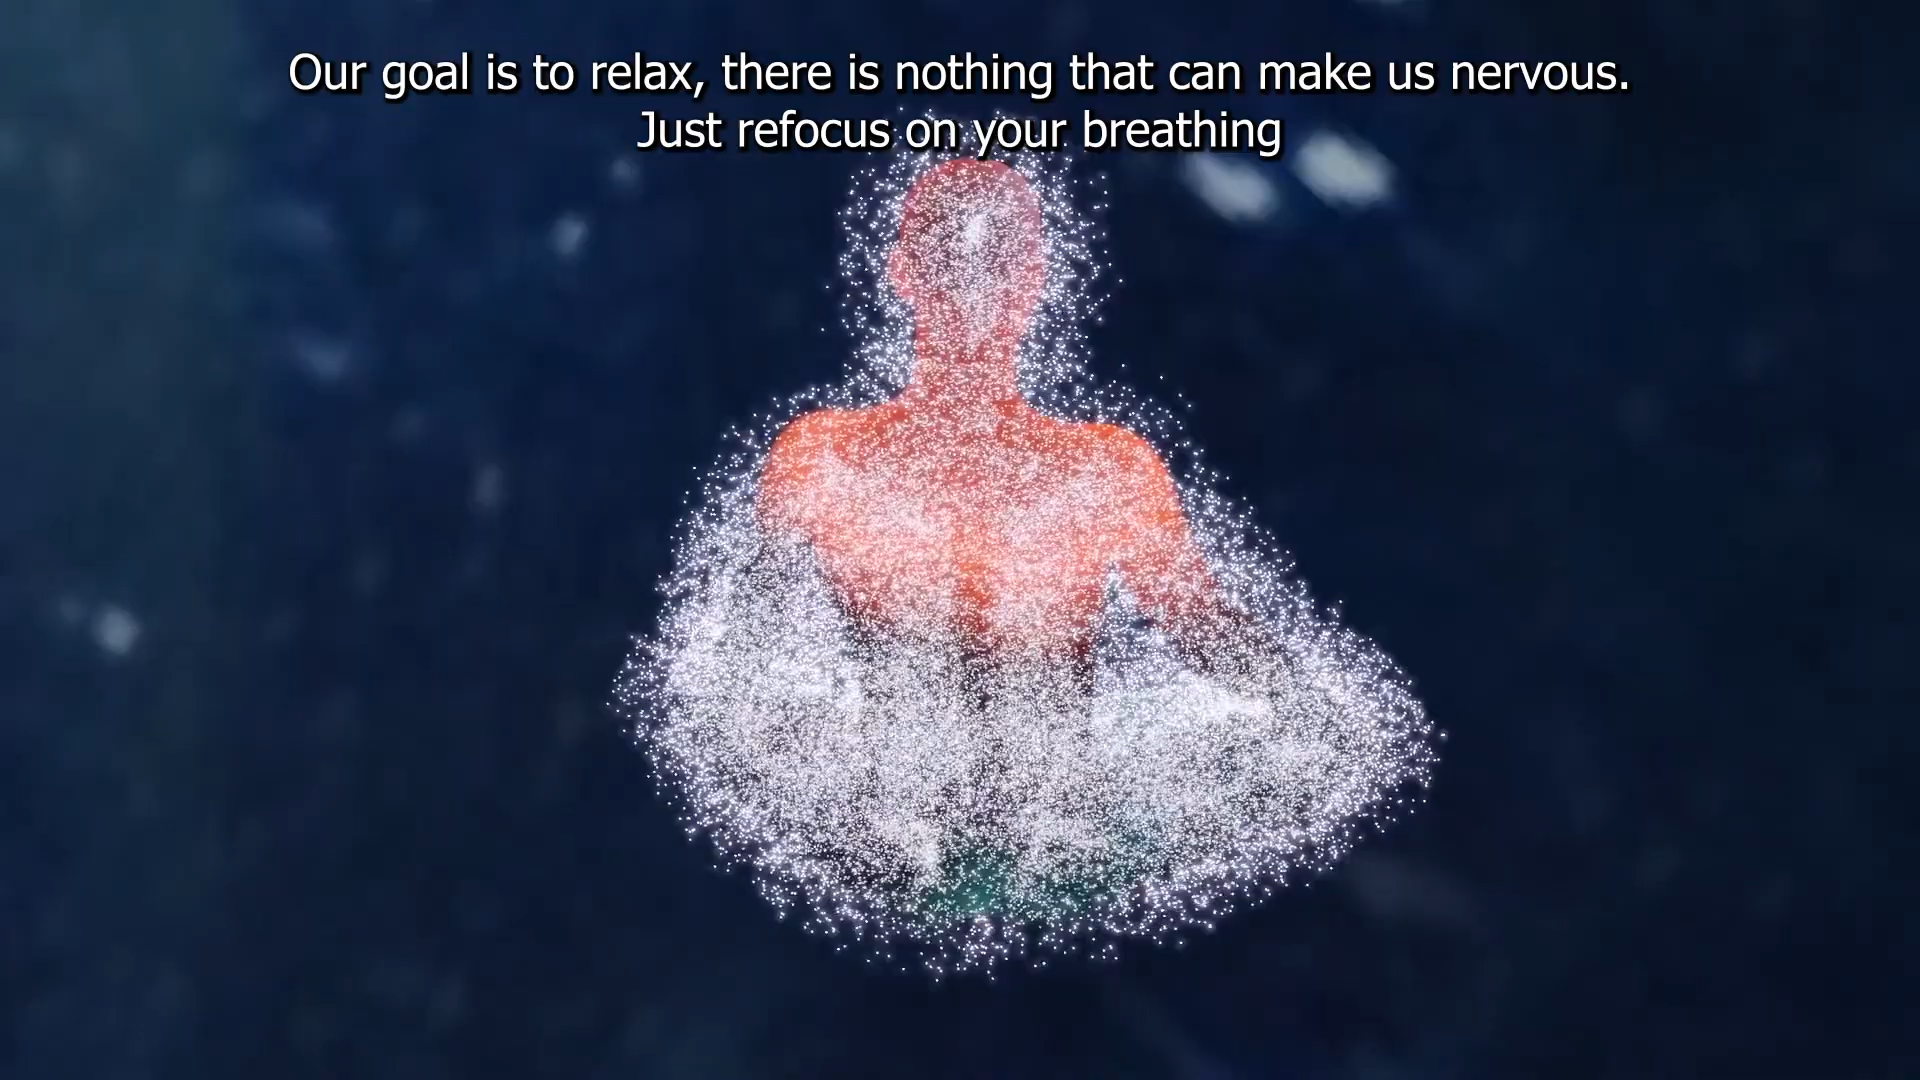 Our goal is to relax, there is nothing that can make us nervous.
Just refocus on your breathing